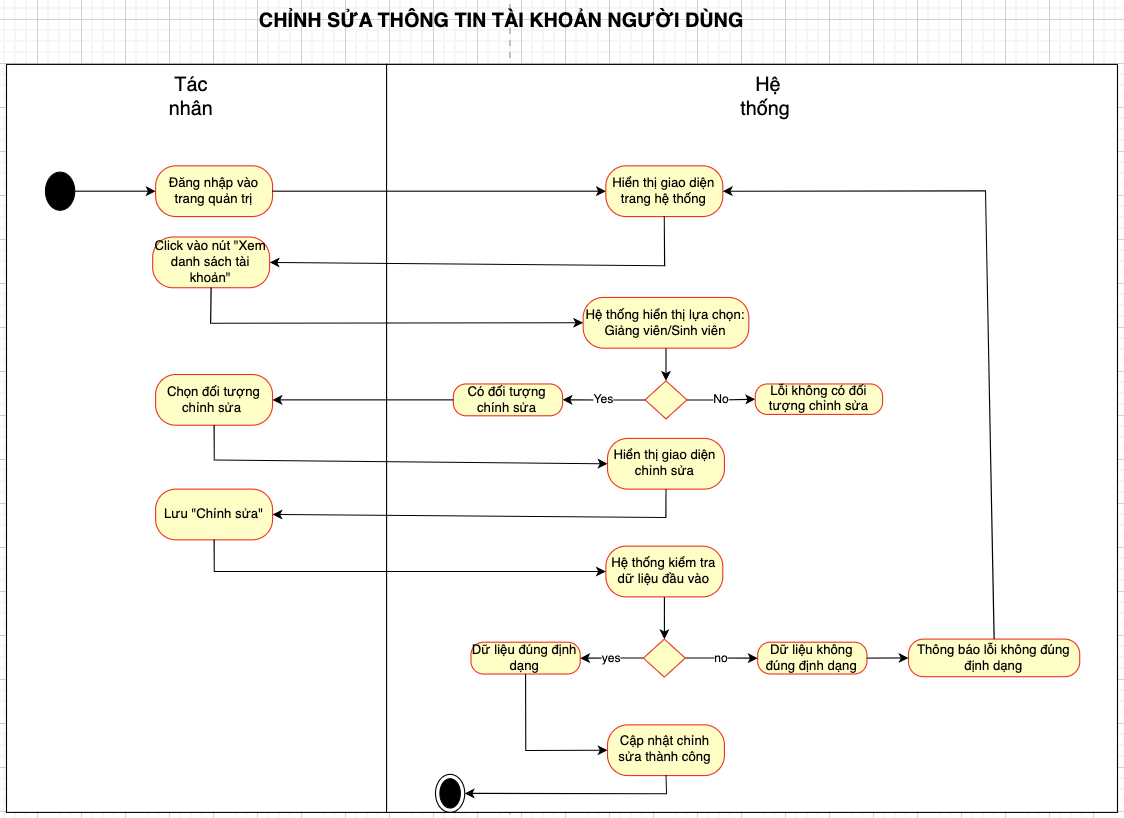 CHỈNH SỬA THÔNG TIN TÀI KHOẢN NGƯỜI DÙNG
Tác
nhân
Hệ
thống
Đăng nhập vào
trang quản trị
Hiển thị giao diện
trang hệ thống
Click vào nút "Xem
danh sách tài
khoản"
Hệ thống hiển thị lựa chọn:
Giảng viên/Sinh viên
Chọn đối tượng
chỉnh sửa
Có đối tượng
chỉnh sửa
Yes
No
Lỗi không có đối
tượng chỉnh sửa
Hiển thị giao diện
chỉnh sửa
Lưu "Chỉnh sửa"
Hệ thống kiểm tra
dữ liệu đầu vào
Dữ liệu đúng định
dạng
yes
no
Dữ liệu không
đúng định dạng
Thông báo lỗi không đúng
định dạng
Cập nhật chỉnh
sửa thành công